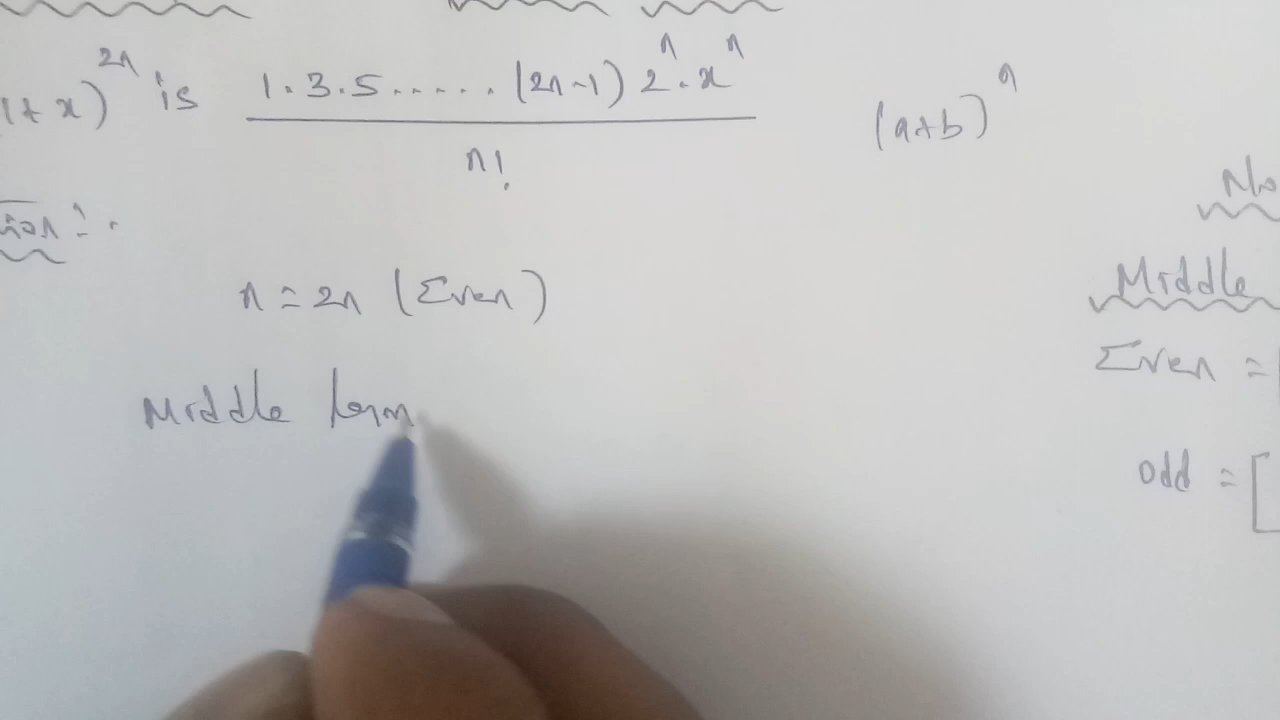 (1+x)^2n is 1.3.5.....(2n-1) 2^n.x^n / n!
(a+b)^n
n=2n (Even)
Middle term
Middle
Even =
odd = [